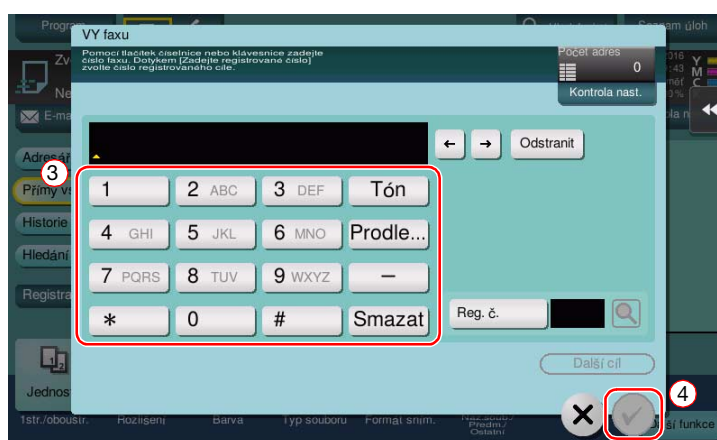 Program
VY faxu
Pomocí tlačítek číselnice nebo klávesnice zadejte
číslo faxu. Dotykem [Zadejte registrované číslo]
zvolte číslo registrovaného cíle.
Počet adres
0
Kontrola nast.
Y
M
C
E-ma
Adresář
3
Přímý vs
Historie
Hledání
Registra
Jednos
← → Odstranit
1 2 ABC 3 DEF Tón
4 GHI 5 JKL 6 MNO Prodle...
7 PQRS 8 TUV 9 WXYZ –
* 0 # Smazat
Reg. č.
Další cíl
4
1str./oboustr. Rozlišení Barva Typ souboru Formát sním. Předm./
Ostatní
ší funkce